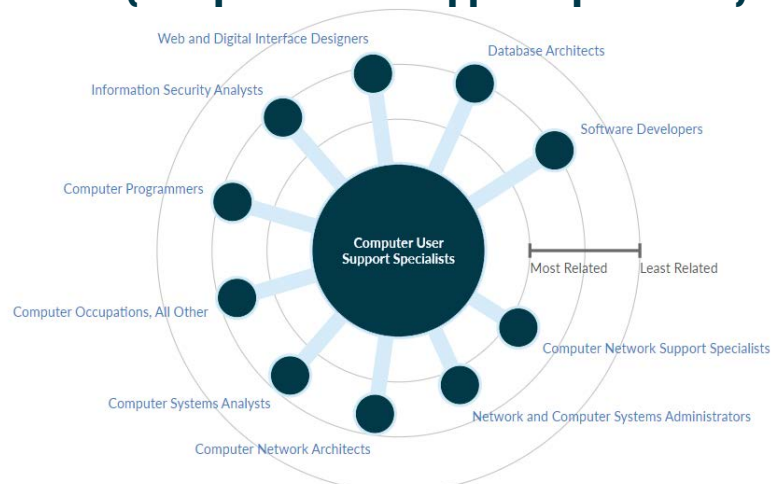 Web and Digital Interface Designers
Database Architects
Information Security Analysts
Software Developers
Computer Programmers
Computer User
Support Specialists
Most Related
Least Related
Computer Occupations, All Other
Computer Network Support Specialists
Computer Systems Analysts
Network and Computer Systems Administrators
Computer Network Architects